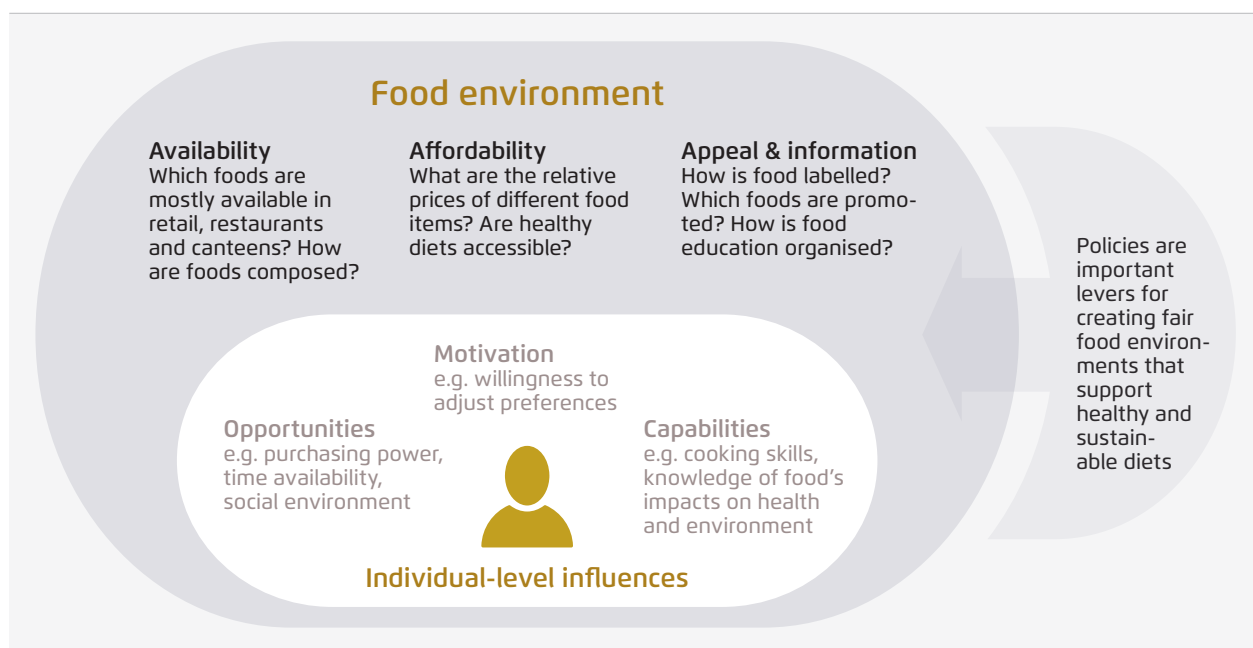 Food environment
Availability
Which foods are
mostly available in
retail, restaurants
and canteens? How
are foods composed?
Affordability
What are the relative
prices of different food
items? Are healthy
diets accessible?
Appeal & information
How is food labelled?
Which foods are promo-
ted? How is food
education organised?
Motivation
e.g. willingness to
adjust preferences
Opportunities
e.g. purchasing power,
time availability,
social environment
Capabilities
e.g. cooking skills,
knowledge of food's
impacts on health
and environment
Individual-level influences
Policies are
important
levers for
creating fair
food environ-
ments that
support
healthy and
sustain-
able diets